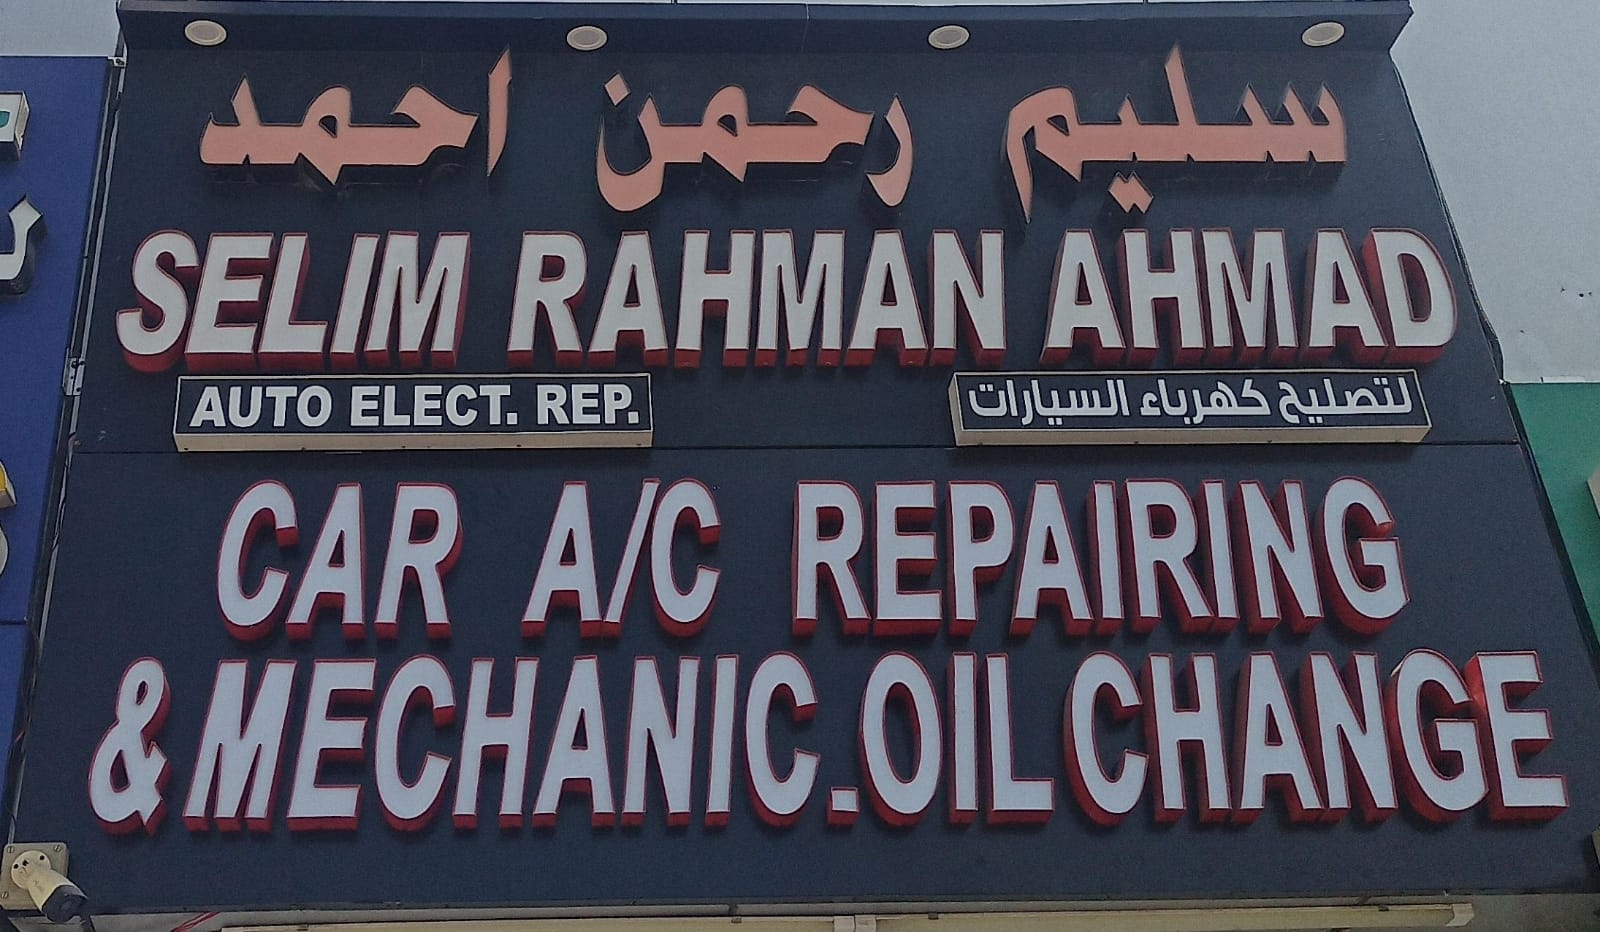 سليم رحمن احمد
SELIM RAHMAN AHMAD
AUTO ELECT. REP.
لتصليح كهرباء السيارات
CAR A/C REPAIRING
& MECHANIC.OIL CHANGE